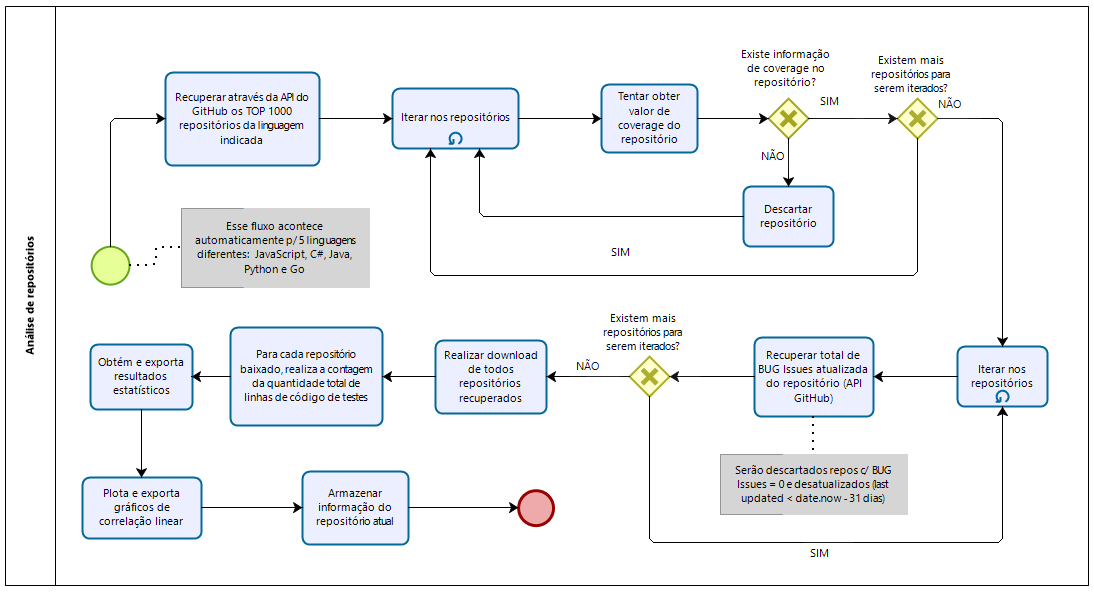 Análise de repositórios
Recuperar através da API do
GitHub os TOP 1000
repositórios da linguagem
indicada
Iterar nos repositórios
Tentar obter
valor de
coverage do
repositório
Existe informação
de coverage no
repositório?
SIM
NÃO
Existem mais
repositórios para
serem iterados?
NÃO
Descartar
repositório
SIM
Esse fluxo acontece
automaticamente p/ 5 linguagens
diferentes: JavaScript, C#, Java,
Python e Go
Iterar nos
repositórios
Recuperar total de
BUG Issues atualizada
do repositório (API
GitHub)
Serão descartados repos c/ BUG
Issues = 0 e desatualizados (last
updated < date.now - 31 dias)
Existem mais
repositórios para
serem iterados?
NÃO
SIM
Realizar download
de todos
repositórios
recuperados
Para cada repositório
baixado, realiza a contagem
da quantidade total de
linhas de código de testes
Obtém e exporta
resultados
estatísticos
Plota e exporta
gráficos de
correlação linear
Armazenar
informação do
repositório atual